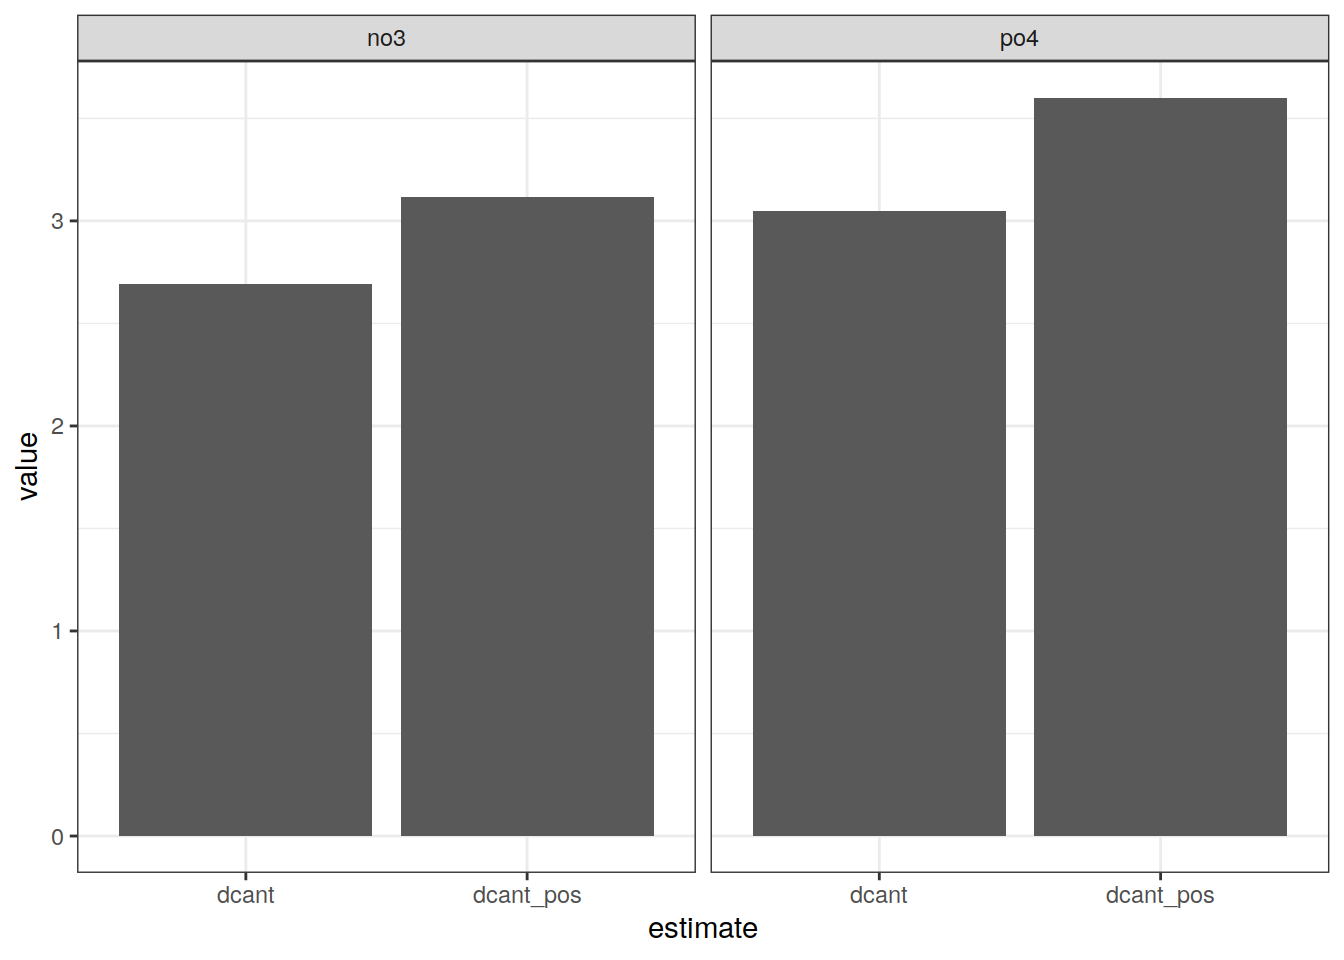 no3
po4
value
3
2
1
0
dcant
dcant_pos
dcant
dcant_pos
estimate